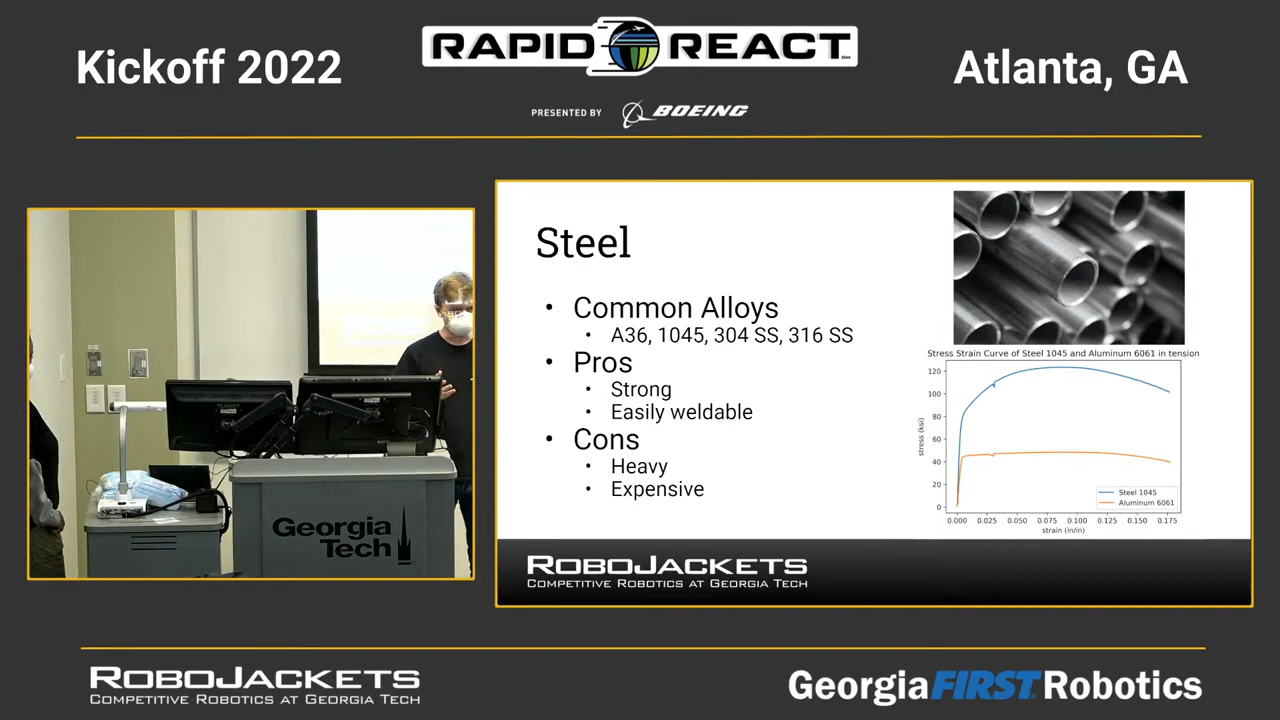 Kickoff 2022
RAPID REACT
SM
PRESENTED BY BOEING
Atlanta, GA
Georgia
Tech
Steel
• Common Alloys
• A36, 1045, 304 SS, 316 SS
• Pros
• Strong
• Easily weldable
• Cons
• Heavy
• Expensive
Stress Strain Curve of Steel 1045 and Aluminum 6061 in tension
120
100
80
60
40
20
0
stress (ksi)
Steel 1045
Aluminum 6061
0.000 0.025 0.050 0.075 0.100 0.125 0.150 0.175
strain (in/in)
ROBOJACKETS
COMPETITIVE ROBOTICS AT GEORGIA TECH
ROBOJACKETS
COMPETITIVE ROBOTICS AT GEORGIA TECH
Georgia FIRST Robotics